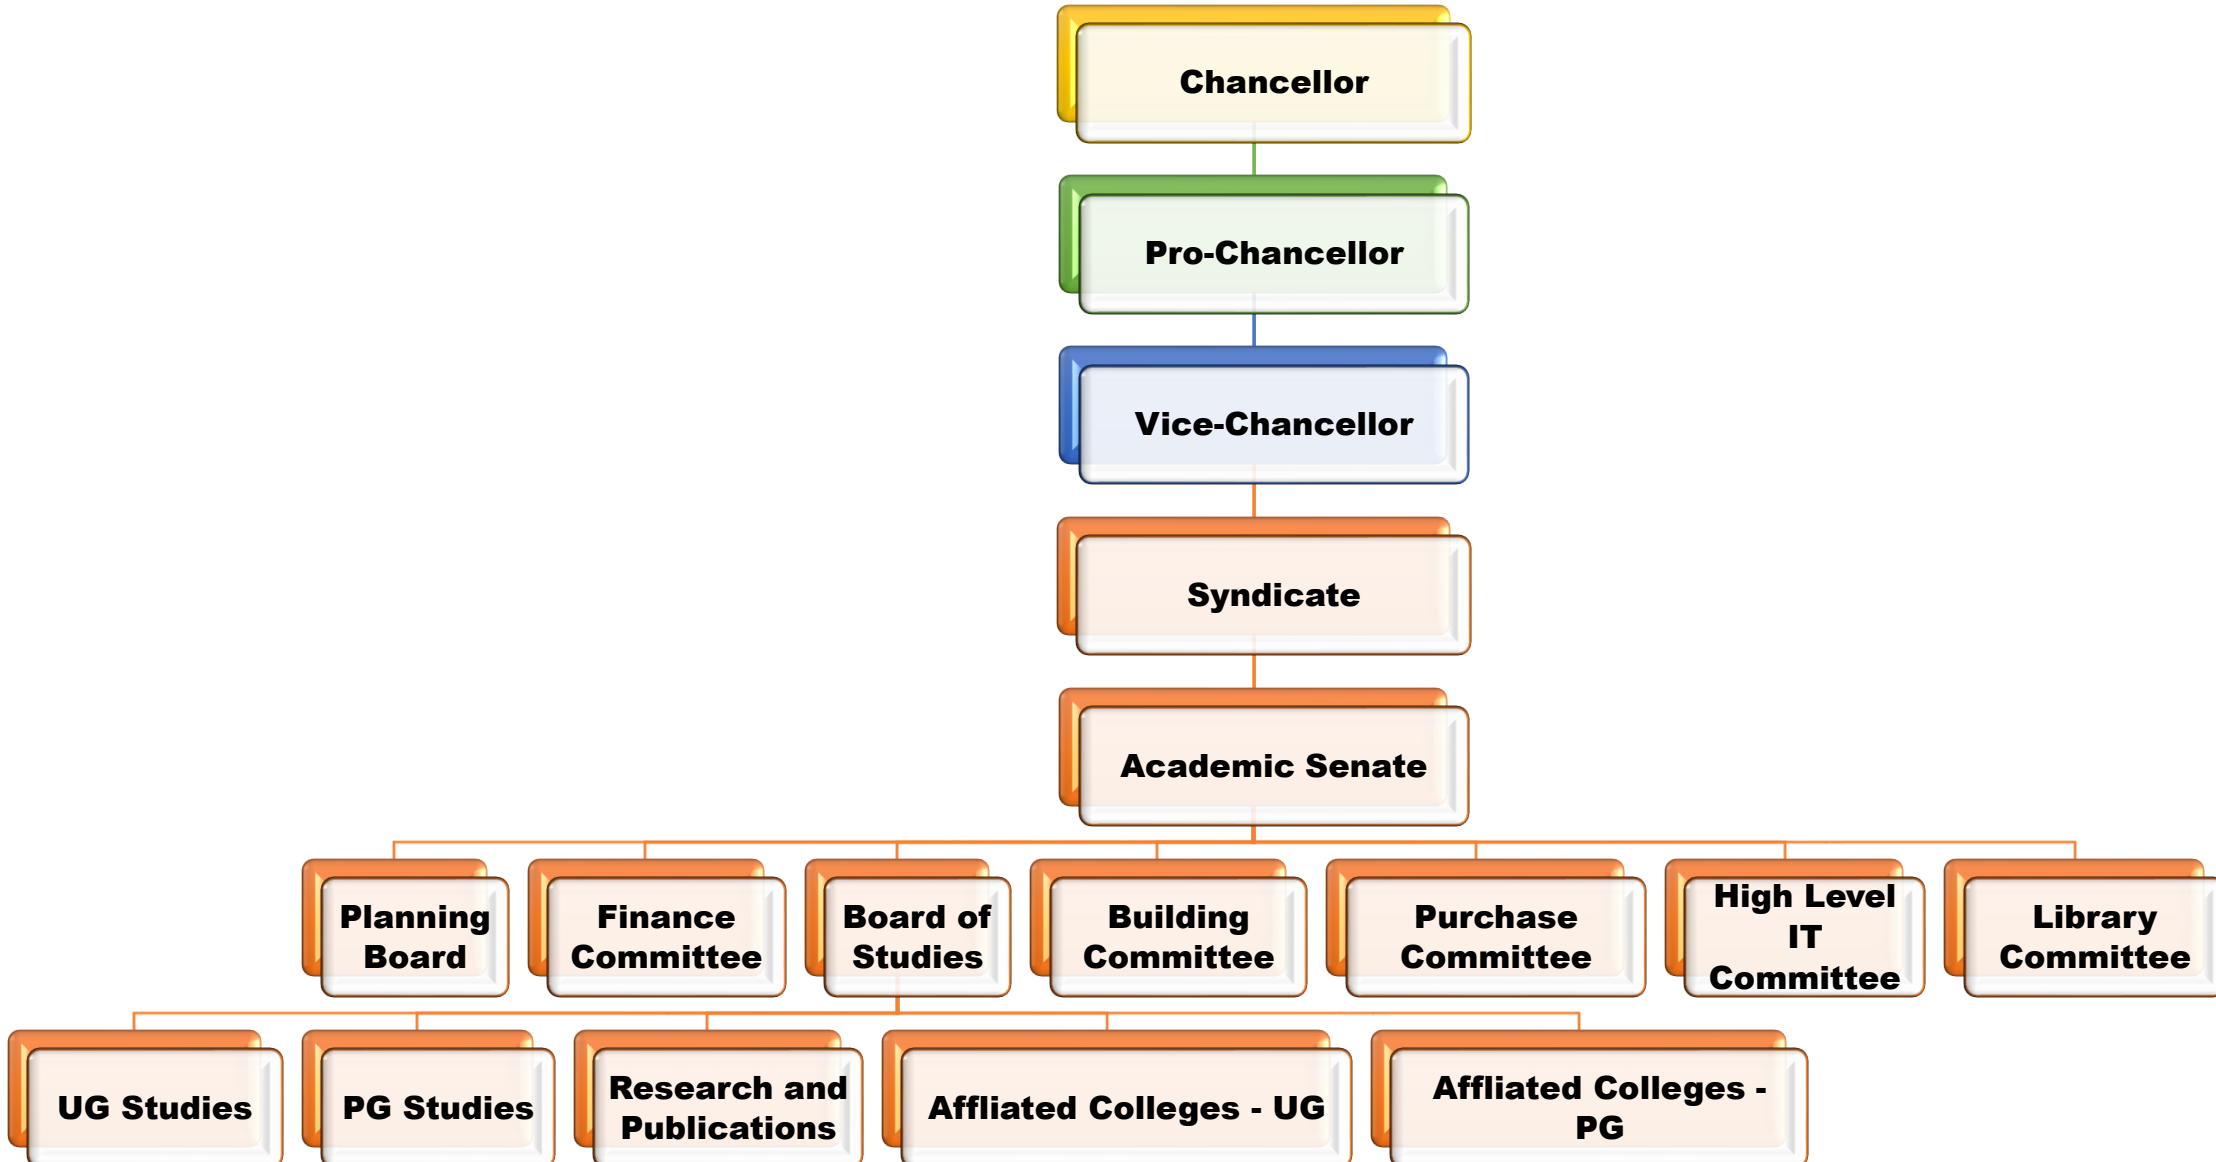 Chancellor
Pro-Chancellor
Vice-Chancellor
Syndicate
Academic Senate
Planning
Board
Finance
Committee
Board of
Studies
Building
Committee
Purchase
Committee
High Level
IT
Committee
Library
Committee
UG Studies
PG Studies
Research and
Publications
Affliated Colleges - UG
Affliated Colleges -
PG